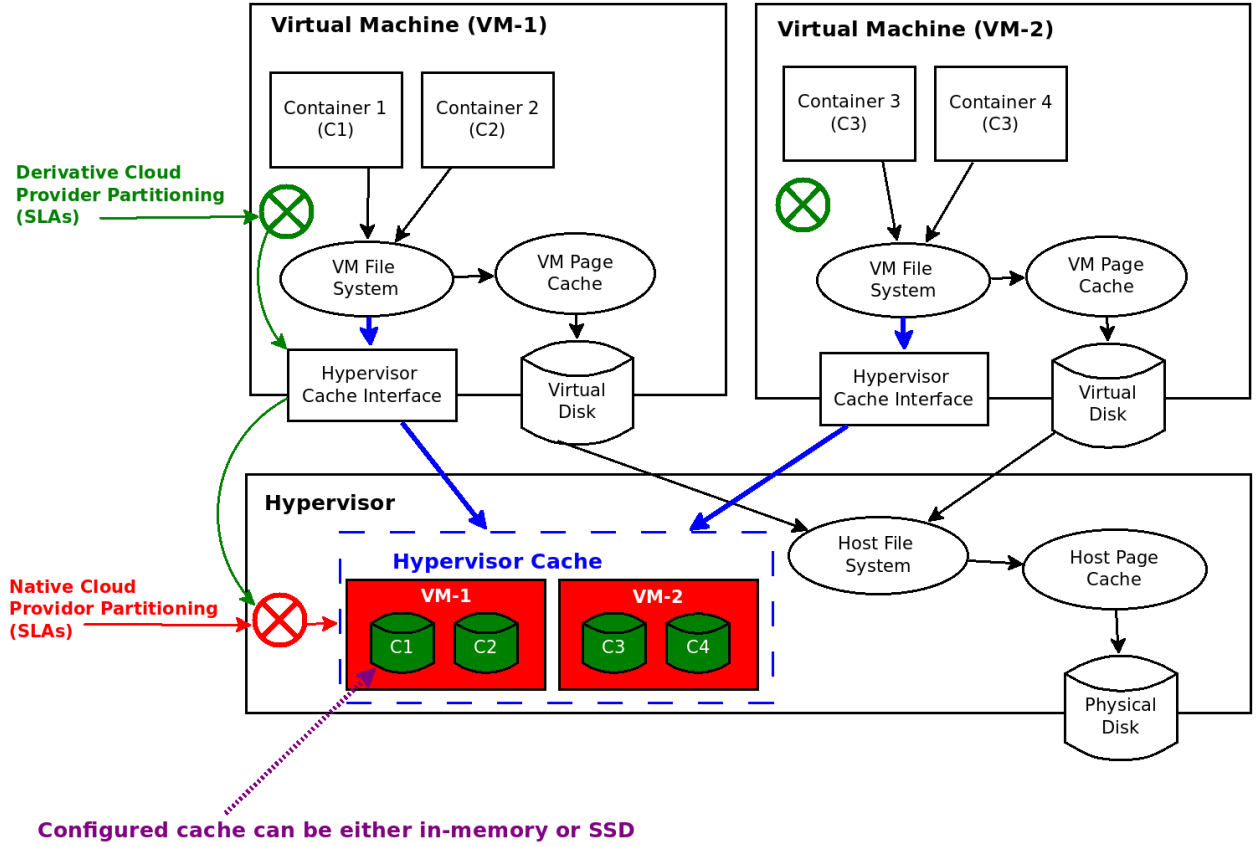 Virtual Machine (VM-1)
Container 1
(C1)
Container 2
(C2)
VM File
System
VM Page
Cache
Hypervisor
Cache Interface
Virtual
Disk
Virtual Machine (VM-2)
Container 3
(C3)
Container 4
(C3)
VM File
System
VM Page
Cache
Hypervisor
Cache Interface
Virtual
Disk
Derivative Cloud
Provider Partitioning
(SLAs)
Hypervisor
Hypervisor Cache
VM-1
C1
C2
VM-2
C3
C4
Host File
System
Host Page
Cache
Physical
Disk
Native Cloud
Providor Partitioning
(SLAs)
Configured cache can be either in-memory or SSD